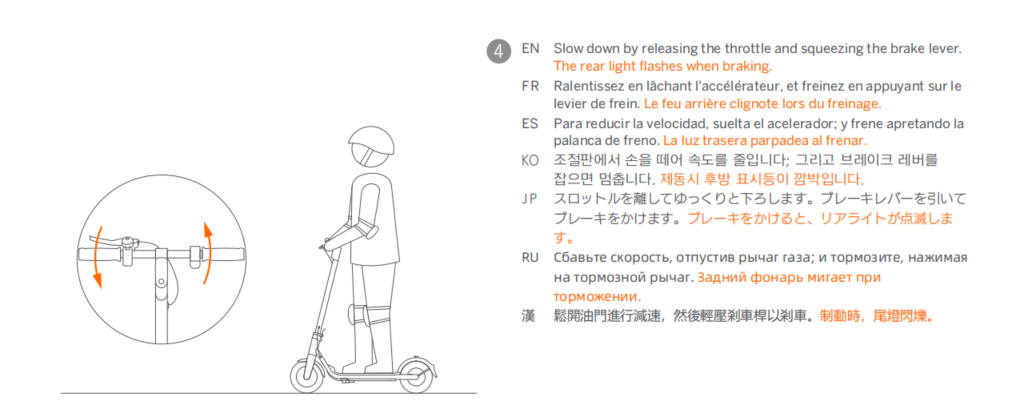 4
EN Slow down by releasing the throttle and squeezing the brake lever.
The rear light flashes when braking.
FR Ralentissez en lâchant l'accélérateur, et freinez en appuyant sur le
levier de frein. Le feu arrière clignote lors du freinage.
ES Para reducir la velocidad, suelta el acelerador; y frene apretando la
palanca de freno. La luz trasera parpadea al frenar.
KO 조절판에서 손을 떼어 속도를 줄입니다; 그리고 브레이크 레버를
잡으면 멈춥니다. 제동시 후방 표시등이 깜박입니다.
JP スロットルを離してゆっくりと下ろします。ブレーキレバーを引いて
ブレーキをかけます。ブレーキをかけると、リアライトが点滅しま
す。
RU Сбавьте скорость, отпустив рычаг газа; и тормозите, нажимая
на тормозной рычаг. Задний фонарь мигает при
торможении.
漢 鬆開油門進行減速，然後輕壓剎車桿以剎車。制動時，尾燈閃爍。